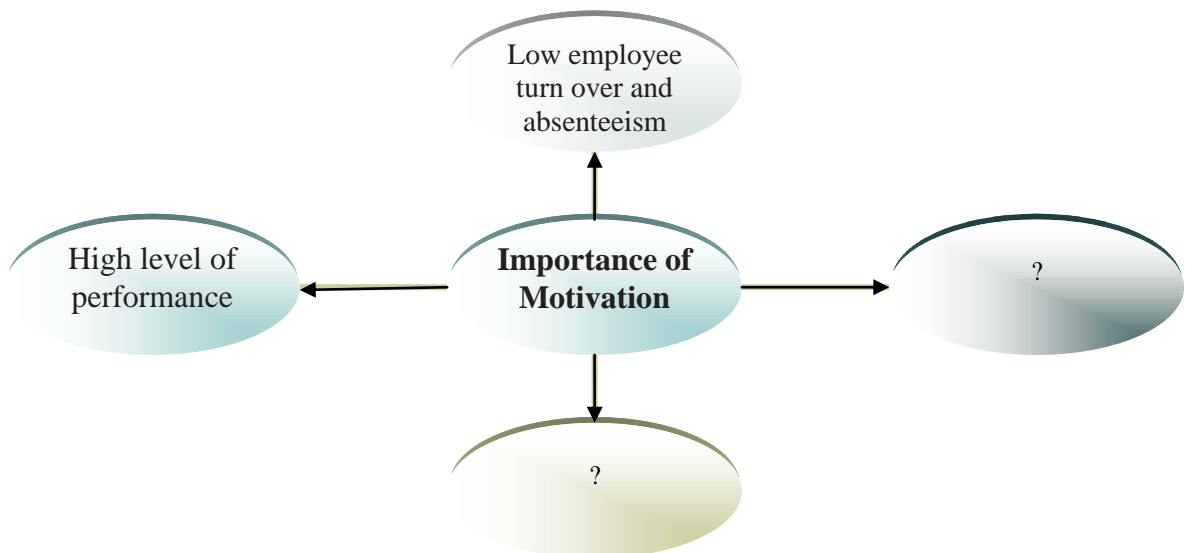 Low employee
turn over and
absenteeism
High level of
performance
Importance of
Motivation
?
?